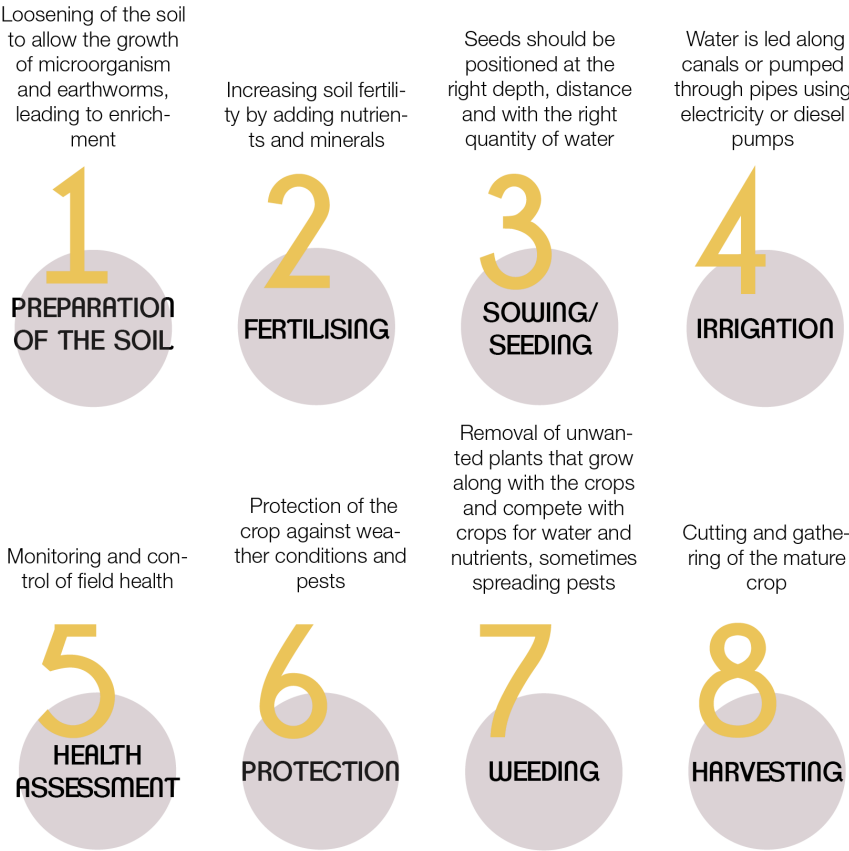 Loosening of the soil
to allow the growth
of microorganism
and earthworms,
leading to enrich-
ment
1
PREPARATION
OF THE SOIL
Increasing soil fertili-
ty by adding nutrien-
ts and minerals
2
FERTILISING
Seeds should be
positioned at the
right depth, distance
and with the right
quantity of water
3
SOWING/
SEEDING
Water is led along
canals or pumped
through pipes using
electricity or diesel
pumps
4
IRRIGATION
Monitoring and con-
trol of field health
5
HEALTH
ASSESSMENT
Protection of the
crop against wea-
ther conditions and
pests
6
PROTECTION
Removal of unwan-
ted plants that grow
along with the crops
and compete with
crops for water and
nutrients, sometimes
spreading pests
7
WEEDING
Cutting and gathe-
ring of the mature
crop
8
HARVESTING